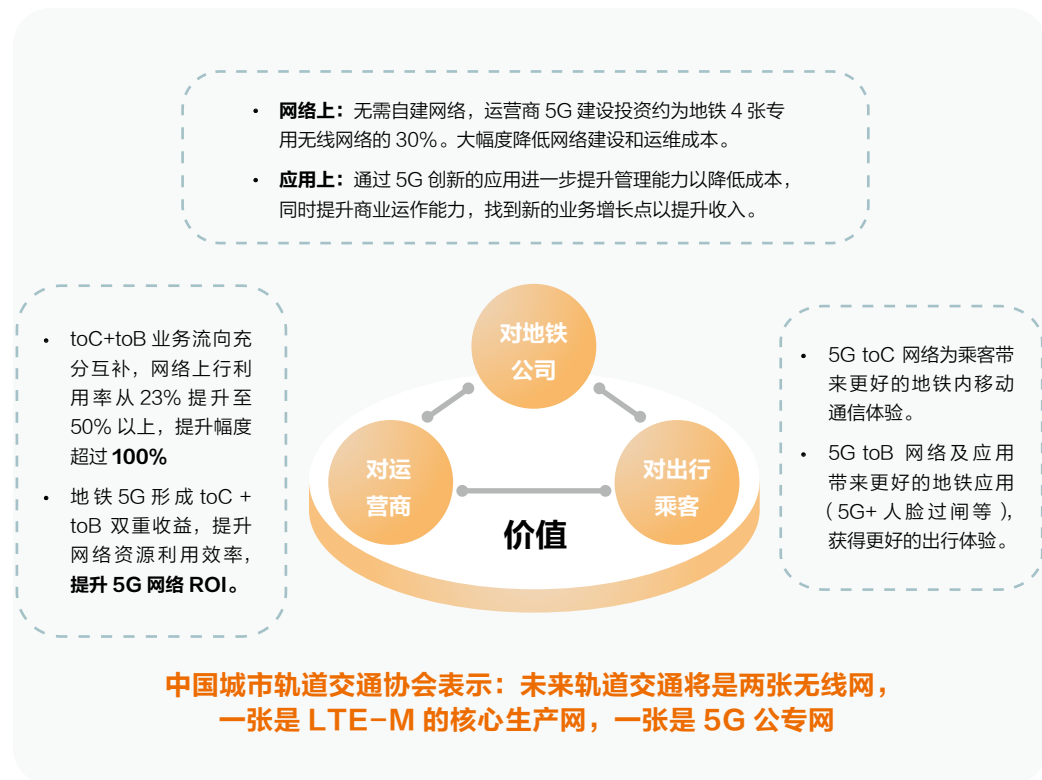 • 网络上：无需自建网络，运营商 5G 建设投资约为地铁 4 张专
用无线网络的 30%。大幅度降低网络建设和运维成本。
• 应用上：通过 5G 创新的应用进一步提升管理能力以降低成本，
同时提升商业运作能力，找到新的业务增长点以提升收入。
• toC+toB 业务流向充
分互补，网络上行利
用率从 23% 提升至
50% 以上，提升幅度
超过 100%
• 地铁 5G 形成 toC +
toB 双重收益，提升
网络资源利用效率，
提升 5G 网络 ROI。
对地铁
公司
对运
营商
对出行
乘客
价值
• 5G toC 网络为乘客带
来更好的地铁内移动
通信体验。
• 5G toB 网络及应用
带来更好的地铁应用
（5G+ 人脸过闸等），
获得更好的出行体验。
中国城市轨道交通协会表示：未来轨道交通将是两张无线网，
一张是 LTE-M 的核心生产网，一张是 5G 公专网